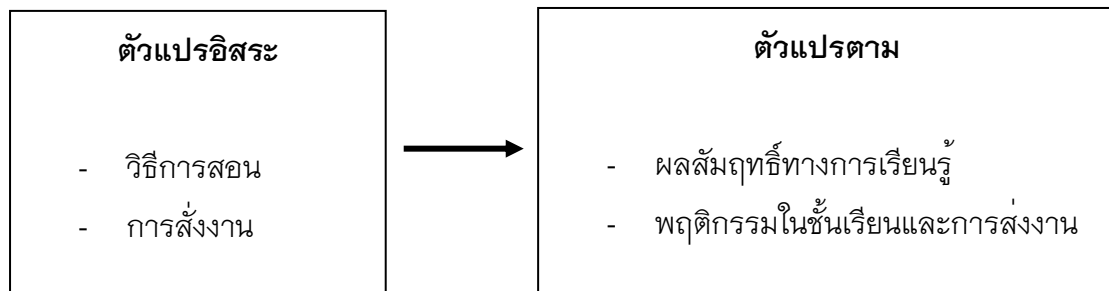 ตัวแปรอิสระ
- วิธีการสอน
- การสั่งงาน
ตัวแปรตาม
- ผลสัมฤทธิ์ทางการเรียนรู้
- พฤติกรรมในชั้นเรียนและการส่งงาน